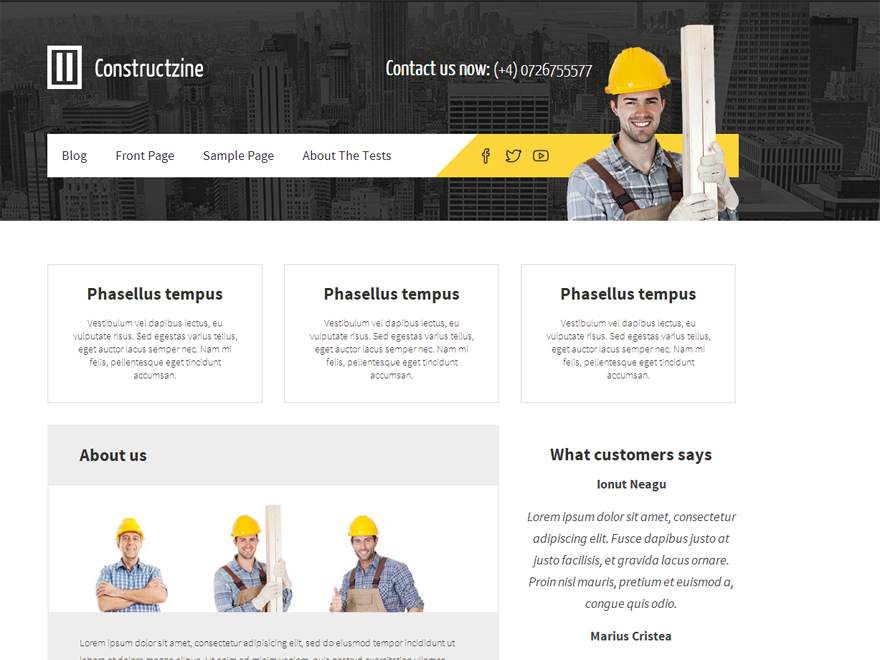 Constructzine
Contact us now: (+4) 0726755577
Blog
Front Page
Sample Page
About The Tests
Phasellus tempus
Vestibulum vel dapibus lectus, eu
vulputate risus. Sed egestas varius tellus,
eget auctor lacus semper nec. Nam mi
felis, pellentesque eget tincidunt
accumsan.
Phasellus tempus
Vestibulum vel dapibus lectus, eu
vulputate risus. Sed egestas varius tellus,
eget auctor lacus semper nec. Nam mi
felis, pellentesque eget tincidunt
accumsan.
Phasellus tempus
Vestibulum vel dapibus lectus, eu
vulputate risus. Sed egestas varius tellus,
eget auctor lacus semper nec. Nam mi
felis, pellentesque eget tincidunt
accumsan.
About us
Lorem ipsum dolor sit amet, consectetur adipisicing elit, sed do eiusmod tempor incididunt ut
What customers says
Ionut Neagu
Lorem ipsum dolor sit amet, consectetur
adipiscing elit. Fusce dapibus justo at
justo facilisis, et gravida lacus ornare.
Proin nisl mauris, pretium et euismod a,
congue quis odio.
Marius Cristea